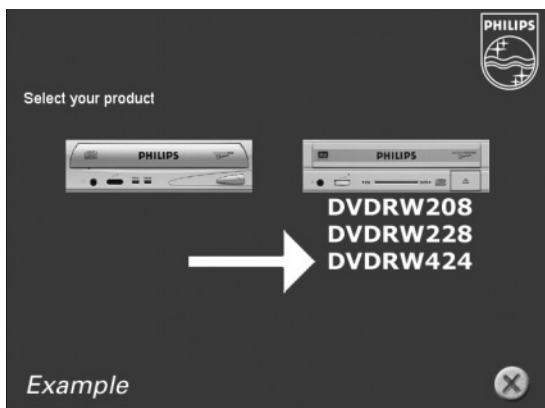 PHILIPS
Select your product
PHILIPS
PHILIPS
DVDRW208
DVDRW228
DVDRW424
Example